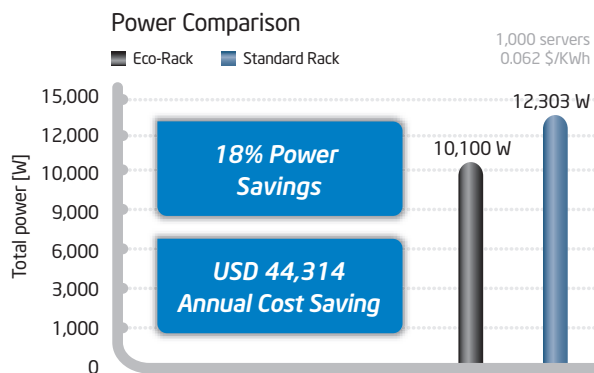 Power Comparison
Eco-Rack Standard Rack
1,000 servers
0.062 $/KWh
Total power [W]
15,000
12,000
10,000
9,000
6,000
3,000
1,000
0
18% Power
Savings
USD 44,314
Annual Cost Saving
10,100 W
12,303 W